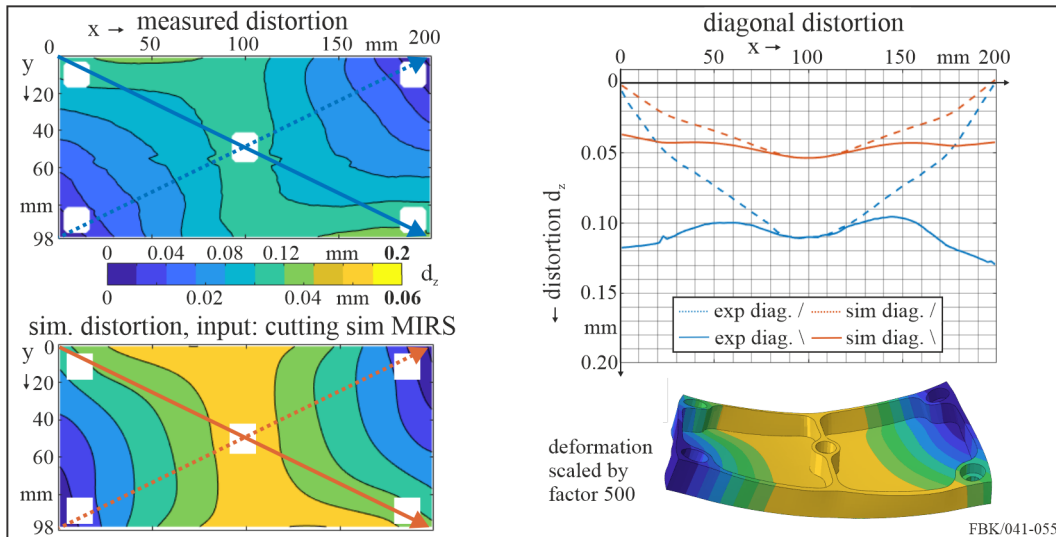 measured distortion
x → 50 100 mm 200
0
y
↓ 20
40
60
mm
98
0 0.04 0.08 0.12 mm 0.2
d_z
0 0.02 0.04 mm 0.06
sim. distortion, input: cutting sim MIRS
y 0
↓ 20
40
60
mm
98
diagonal distortion
x →
0 50 100 150 mm 200
0
0.05
0.10
0.15
mm
0.20
← distortion d_z
exp diag. / sim diag. /
exp diag. \ sim diag. \
deformation
scaled by
factor 500
FBK/041-055